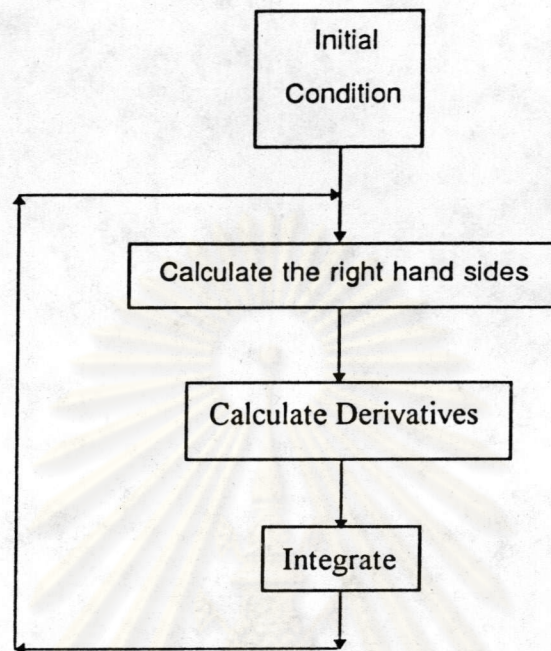 Initial
Condition
Calculate the right hand sides
Calculate Derivatives
Integrate